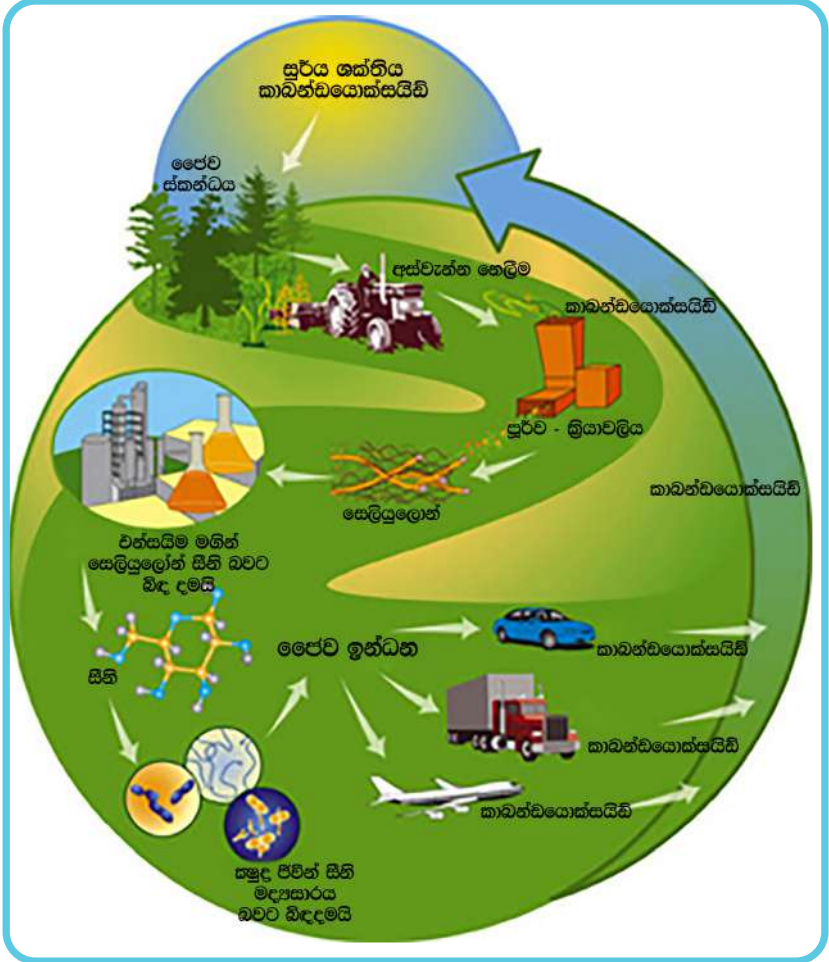 සූර්ය ශක්තිය
කාබන්ඩයොක්සයිඩ්
ජෛව
ස්කන්ධය
අස්වැන්න හෙලීම
කාබන්ඩයොක්සයිඩ්
පූර්ව - ක්‍රියාවලිය
කාබන්ඩයොක්සයිඩ්
සෙලියුලොන්
එන්සයිම මගින්
සෙලියුලෝන් සීනි බවට
බිඳ දමයි
ජෛව ඉන්ධන
කාබන්ඩයොක්සයිඩ්
සීනි
කාබන්ඩයොක්සයිඩ්
කාබන්ඩයොක්සයිඩ්
ක්‍ෂුද්‍ර ජීවීන් සීනි
මද්‍යසාරය
බවට බිඳදමයි